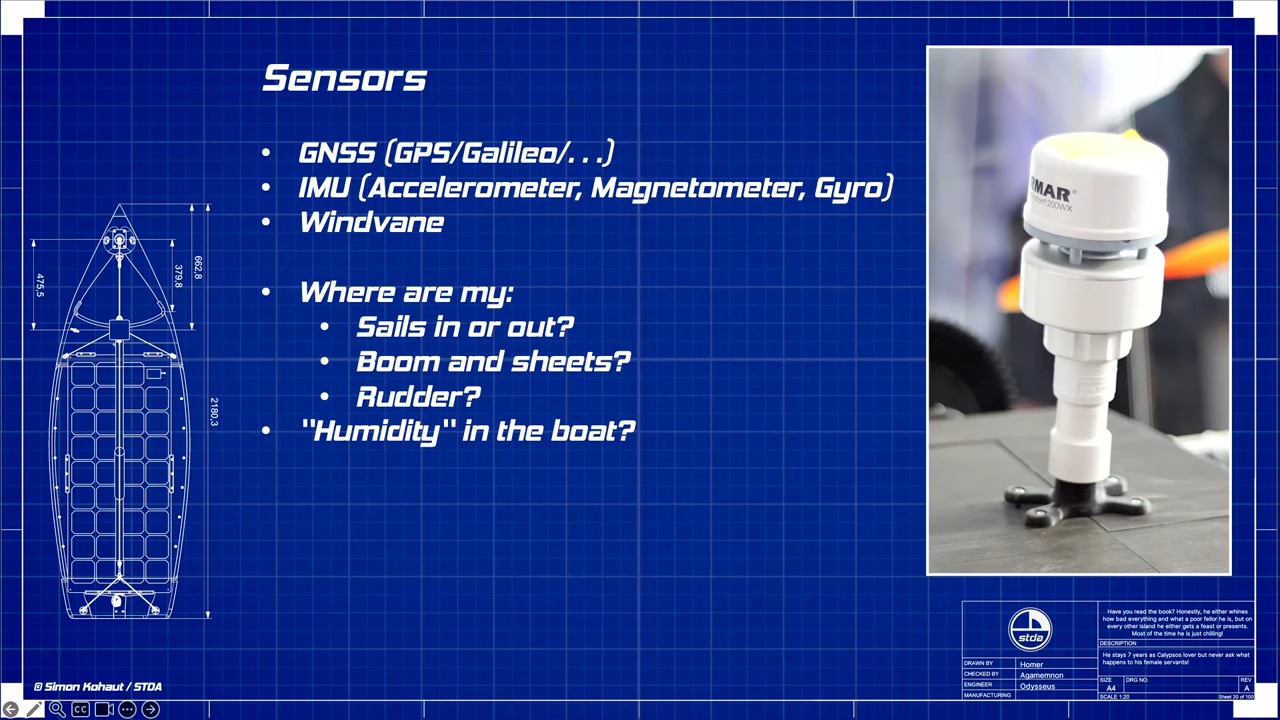 Sensors
• GNSS (GPS/Galileo/. . .)
• IMU (Accelerometer, Magnetometer, Gyro)
• Windvane
• Where are my:
• Sails in or out?
• Boom and sheets?
• Rudder?
• "Humidity" in the boat?
475,5
379,8
662,8
2180,3
RMAR®
200WX
stda
DRAWN BY Homer
CHECKED BY Agamemnon
ENGINEER Odysseus
MANUFACTURING
Have you read the book? Honestly, he either whines
how bad everything and what a poor fellor he is, but on
every other island he either gets a feast or presents.
Most of the time he is just chilling!
DESCRIPTION
He stays 7 years as Calypsos lover but never ask what
happens to his female servants!
SIZE DRG NO. REV
A4 A
SCALE 1:20 Sheet 20 of 100
© Simon Kohaut / STDA
CC